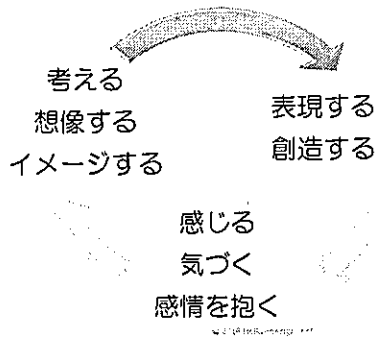 考える
想像する
イメージする
表現する
創造する
感じる
気づく
感情を抱く